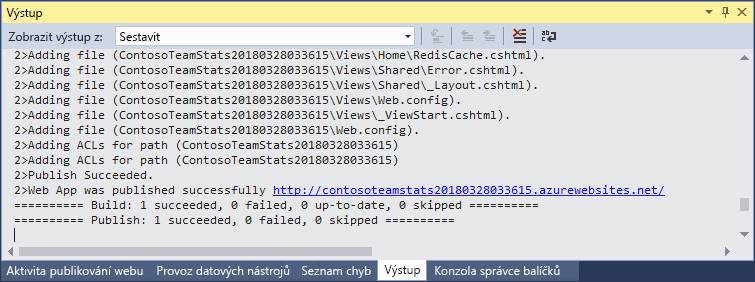 Výstup
Zobrazit výstup z: Sestavit
2>Adding file (ContosoTeamStats20180328033615\Views\Home\RedisCache.cshtml).
2>Adding file (ContosoTeamStats20180328033615\Views\Shared\Error.cshtml).
2>Adding file (ContosoTeamStats20180328033615\Views\Shared\_Layout.cshtml).
2>Adding file (ContosoTeamStats20180328033615\Views\Web.config).
2>Adding file (ContosoTeamStats20180328033615\Views\_ViewStart.cshtml).
2>Adding file (ContosoTeamStats20180328033615\Web.config).
2>Adding ACLs for path (ContosoTeamStats20180328033615)
2>Adding ACLs for path (ContosoTeamStats20180328033615)
2>Publish Succeeded.
2>Web App was published successfully http://contosoteamstats20180328033615.azurewebsites.net/
========== Build: 1 succeeded, 0 failed, 0 up-to-date, 0 skipped ==========
========== Publish: 1 succeeded, 0 failed, 0 skipped ==========
Aktivita publikování webu Provoz datových nástrojů Seznam chyb Výstup Konzola správce balíčků